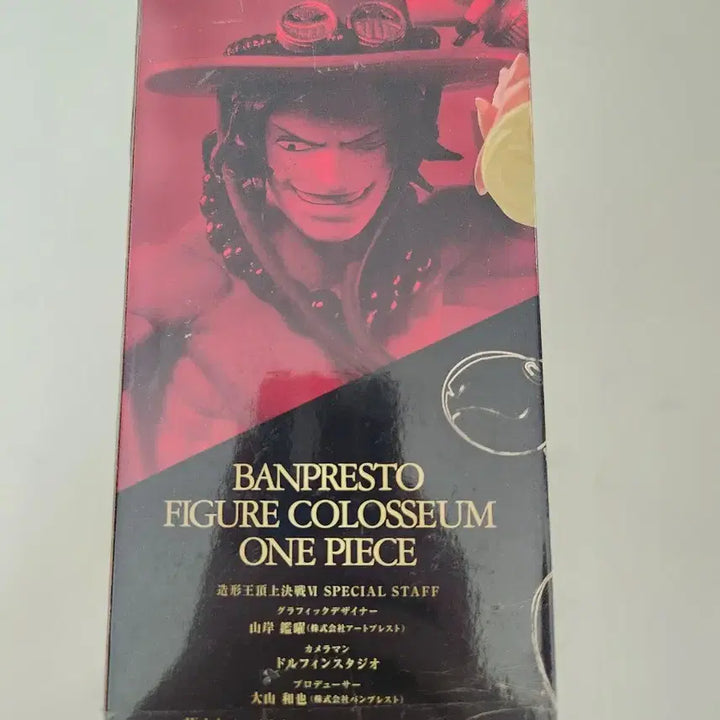 BANPRESTO
FIGURE COLOSSEUM
ONE PIECE
造形王頂上決戦Ⅵ SPECIAL STAFF
グラフィックデザイナー
山岸 鑑曜(株式会社アートプレスト)
カメラマン
ドルフィンスタジオ
プロデューサー
大山 和也(株式会社バンプレスト)